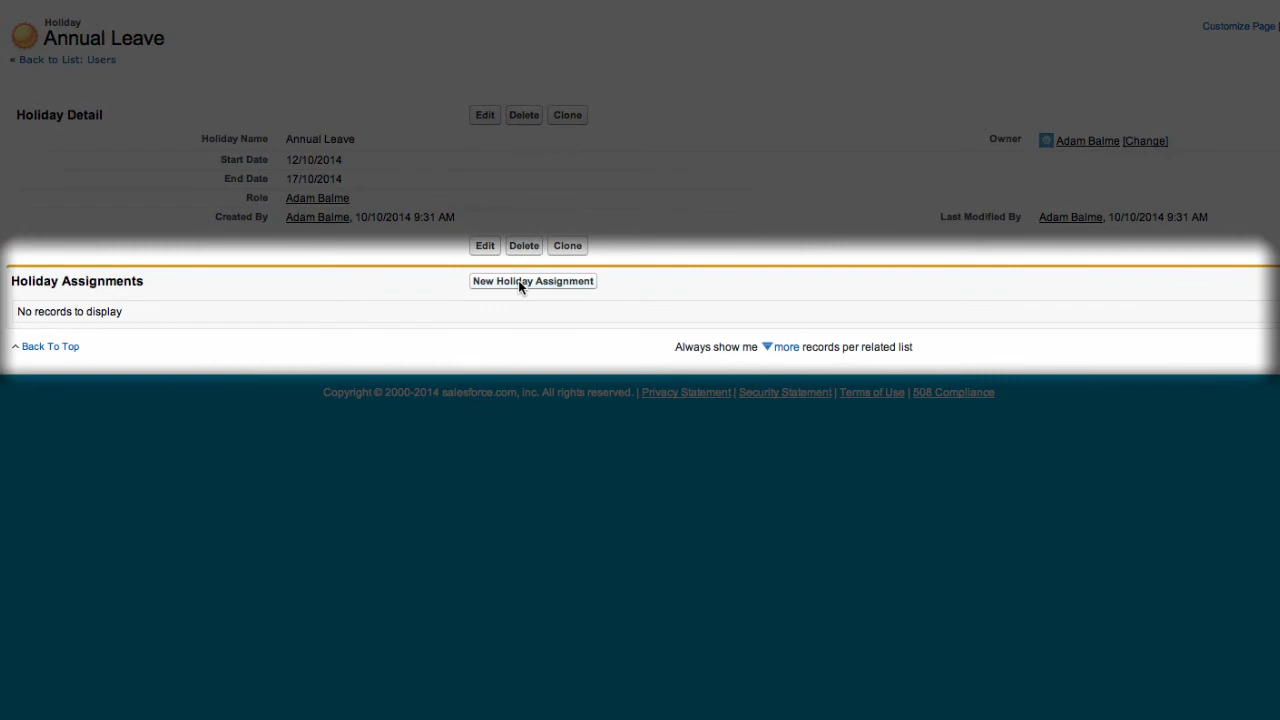 Holiday
Annual Leave
Customize Page |
« Back to List: Users
Holiday Detail
Edit Delete Clone
Holiday Name Annual Leave Owner Adam Balme [Change]
Start Date 12/10/2014
End Date 17/10/2014
Role Adam Balme
Created By Adam Balme, 10/10/2014 9:31 AM Last Modified By Adam Balme, 10/10/2014 9:31 AM
Edit Delete Clone
Holiday Assignments New Holiday Assignment
No records to display
Back To Top Always show me more records per related list
Copyright © 2000-2014 salesforce.com, inc. All rights reserved. | Privacy Statement | Security Statement | Terms of Use | 508 Compliance